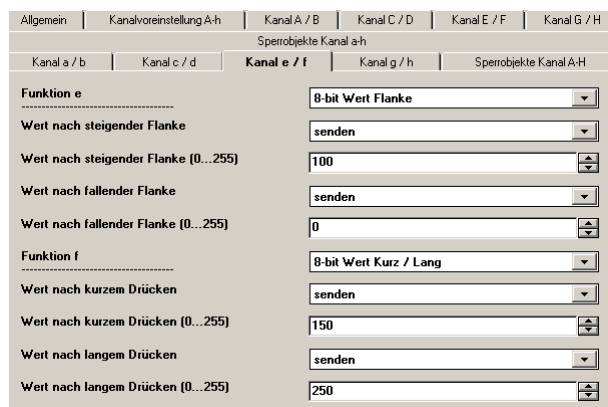 Allgemein Kanalvoreinstellung A-h Kanal A / B Kanal C / D Kanal E / F Kanal G / H
Sperrobjekte Kanal a-h
Kanal a / b Kanal c / d Kanal e / f Kanal g / h Sperrobjekte Kanal A-H
Funktion e 8-bit Wert Flanke
------------------------------------
Wert nach steigender Flanke senden
Wert nach steigender Flanke (0...255) 100
Wert nach fallender Flanke senden
Wert nach fallender Flanke (0...255) 0
Funktion f 8-bit Wert Kurz / Lang
------------------------------------
Wert nach kurzem Drücken senden
Wert nach kurzem Drücken (0...255) 150
Wert nach langem Drücken senden
Wert nach langem Drücken (0...255) 250